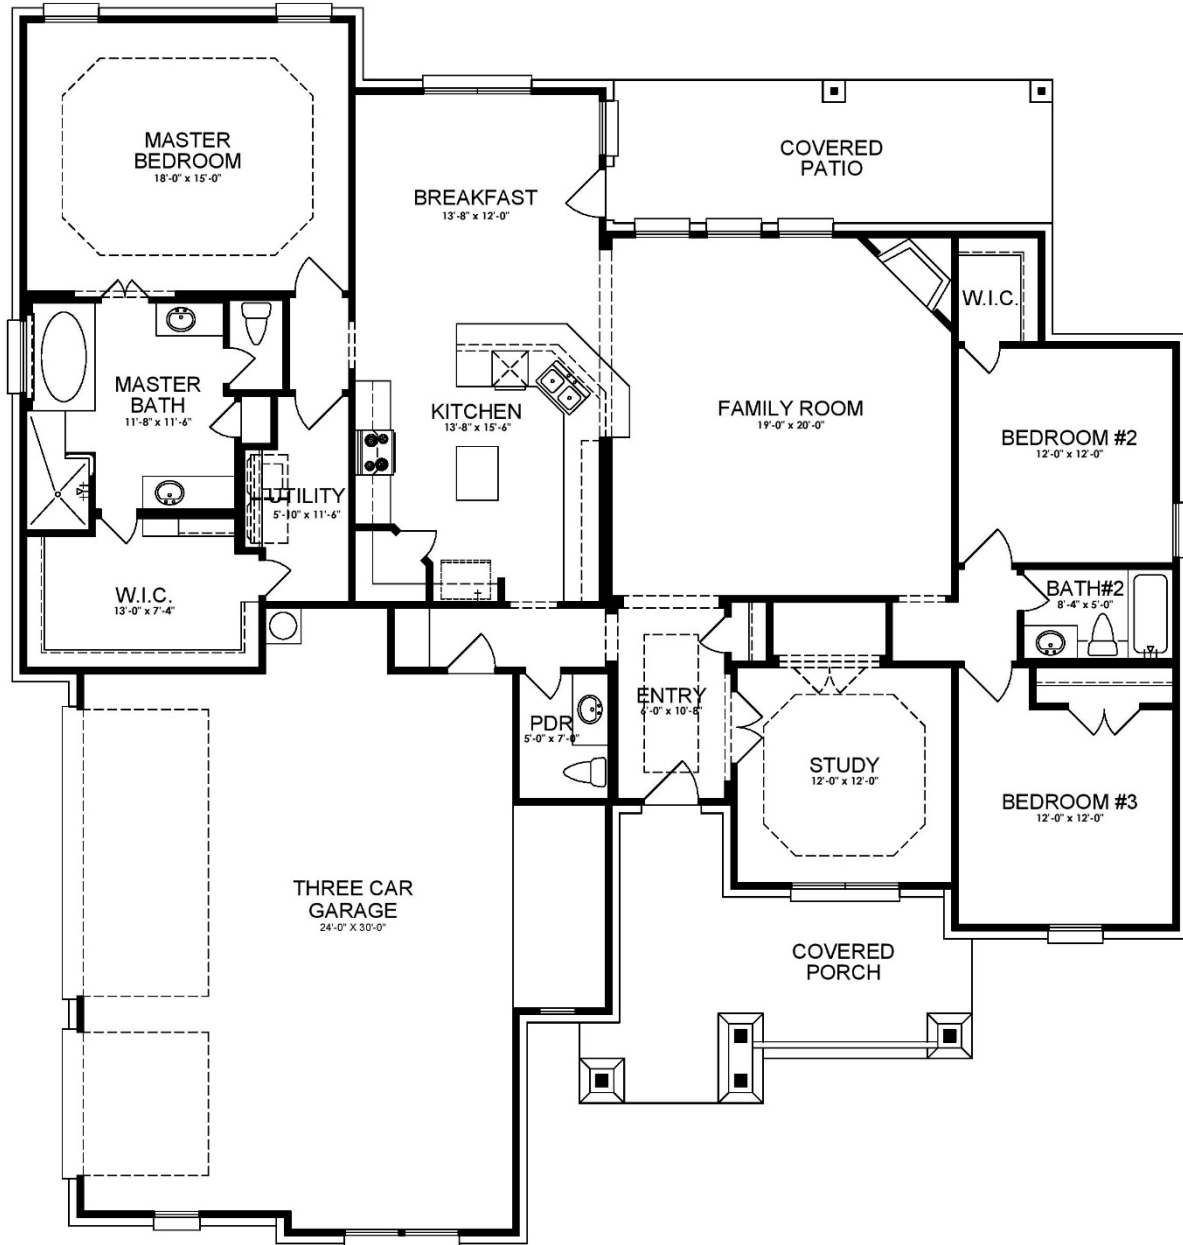 MASTER
BEDROOM
18'-0" x 15'-0"
COVERED
PATIO
BREAKFAST
13'-8" x 12'-0"
W.I.C.
MASTER
BATH
11'-8" x 11'-6"
KITCHEN
13'-8" x 15'-6"
FAMILY ROOM
19'-0" x 20'-0"
BEDROOM #2
12'-0" x 12'-0"
UTILITY
5'-10" x 11'-6"
W.I.C.
13'-0" x 7'-4"
BATH#2
8'-4" x 5'-0"
ENTRY
6'-0" x 10'-8"
PDR
5'-0" x 7'-0"
STUDY
12'-0" x 12'-0"
BEDROOM #3
12'-0" x 12'-0"
THREE CAR
GARAGE
24'-0" X 30'-0"
COVERED
PORCH